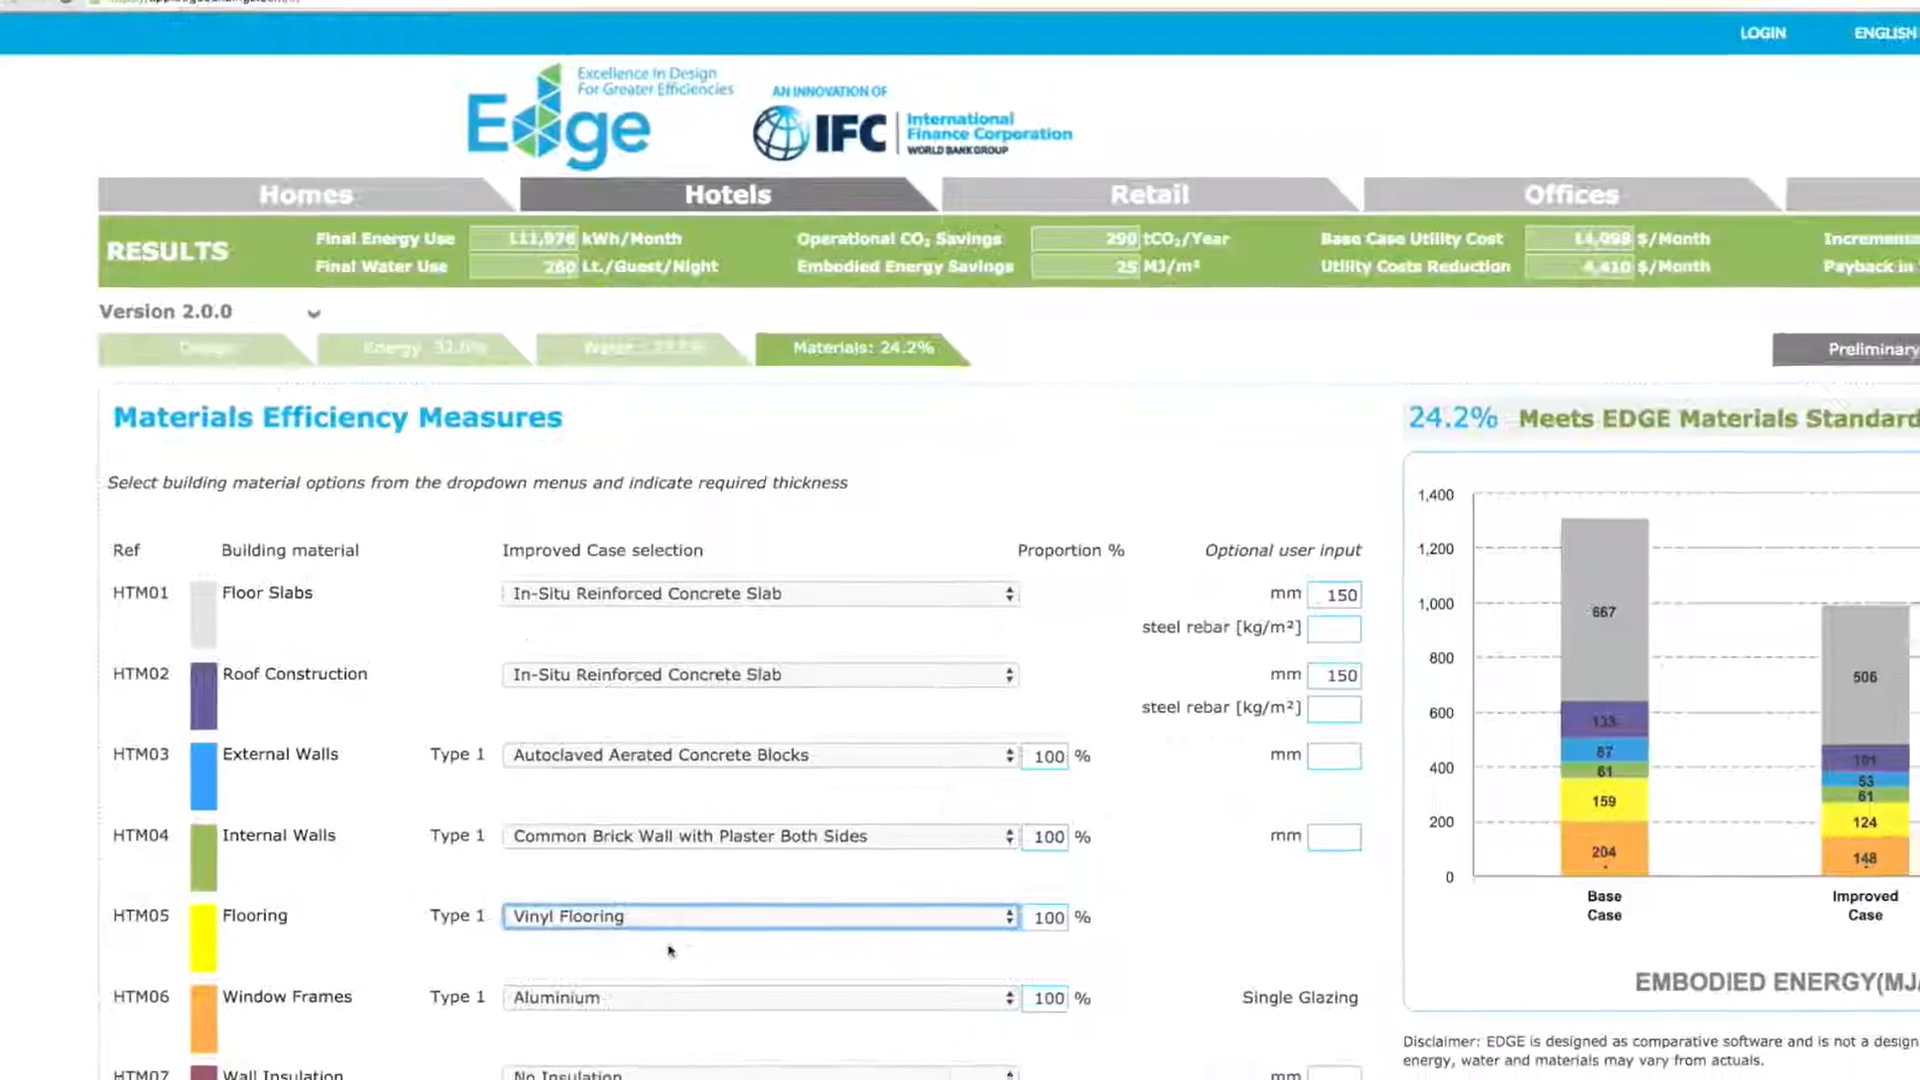 LOGIN
ENGLISH
Edge
Excellence In Design
For Greater Efficiencies
AN INNOVATION OF
IFC
International
Finance Corporation
WORLD BANK GROUP
Homes
Hotels
Retail
Offices
RESULTS
Final Energy Use 111,976 kWh/Month
Operational CO₂ Savings 290 tCO₂/Year
Base Case Utility Cost 14,098 $/Month
Final Water Use 260 Lt./Guest/Night
Embodied Energy Savings 25 MJ/m²
Utility Costs Reduction 4,410 $/Month
Payback in
Version 2.0.0
Design
Energy
Materials: 24.2%
Preliminary
Materials Efficiency Measures
Select building material options from the dropdown menus and indicate required thickness
Ref Building material Improved Case selection Proportion % Optional user input
HTM01 Floor Slabs In-Situ Reinforced Concrete Slab mm 150
steel rebar [kg/m²]
HTM02 Roof Construction In-Situ Reinforced Concrete Slab mm 150
steel rebar [kg/m²]
HTM03 External Walls Type 1 Autoclaved Aerated Concrete Blocks 100 % mm
HTM04 Internal Walls Type 1 Common Brick Wall with Plaster Both Sides 100 % mm
HTM05 Flooring Type 1 Vinyl Flooring 100 %
HTM06 Window Frames Type 1 Aluminium 100 % Single Glazing
HTM07 Wall Insulation No Insulation mm
24.2% Meets EDGE Materials Standard
1,400
1,200
1,000
800
600
400
200
0
667
133
87
61
159
204
506
101
53
61
124
148
Base
Case
Improved
Case
EMBODIED ENERGY(MJ/
Disclaimer: EDGE is designed as comparative software and is not a design
energy, water and materials may vary from actuals.